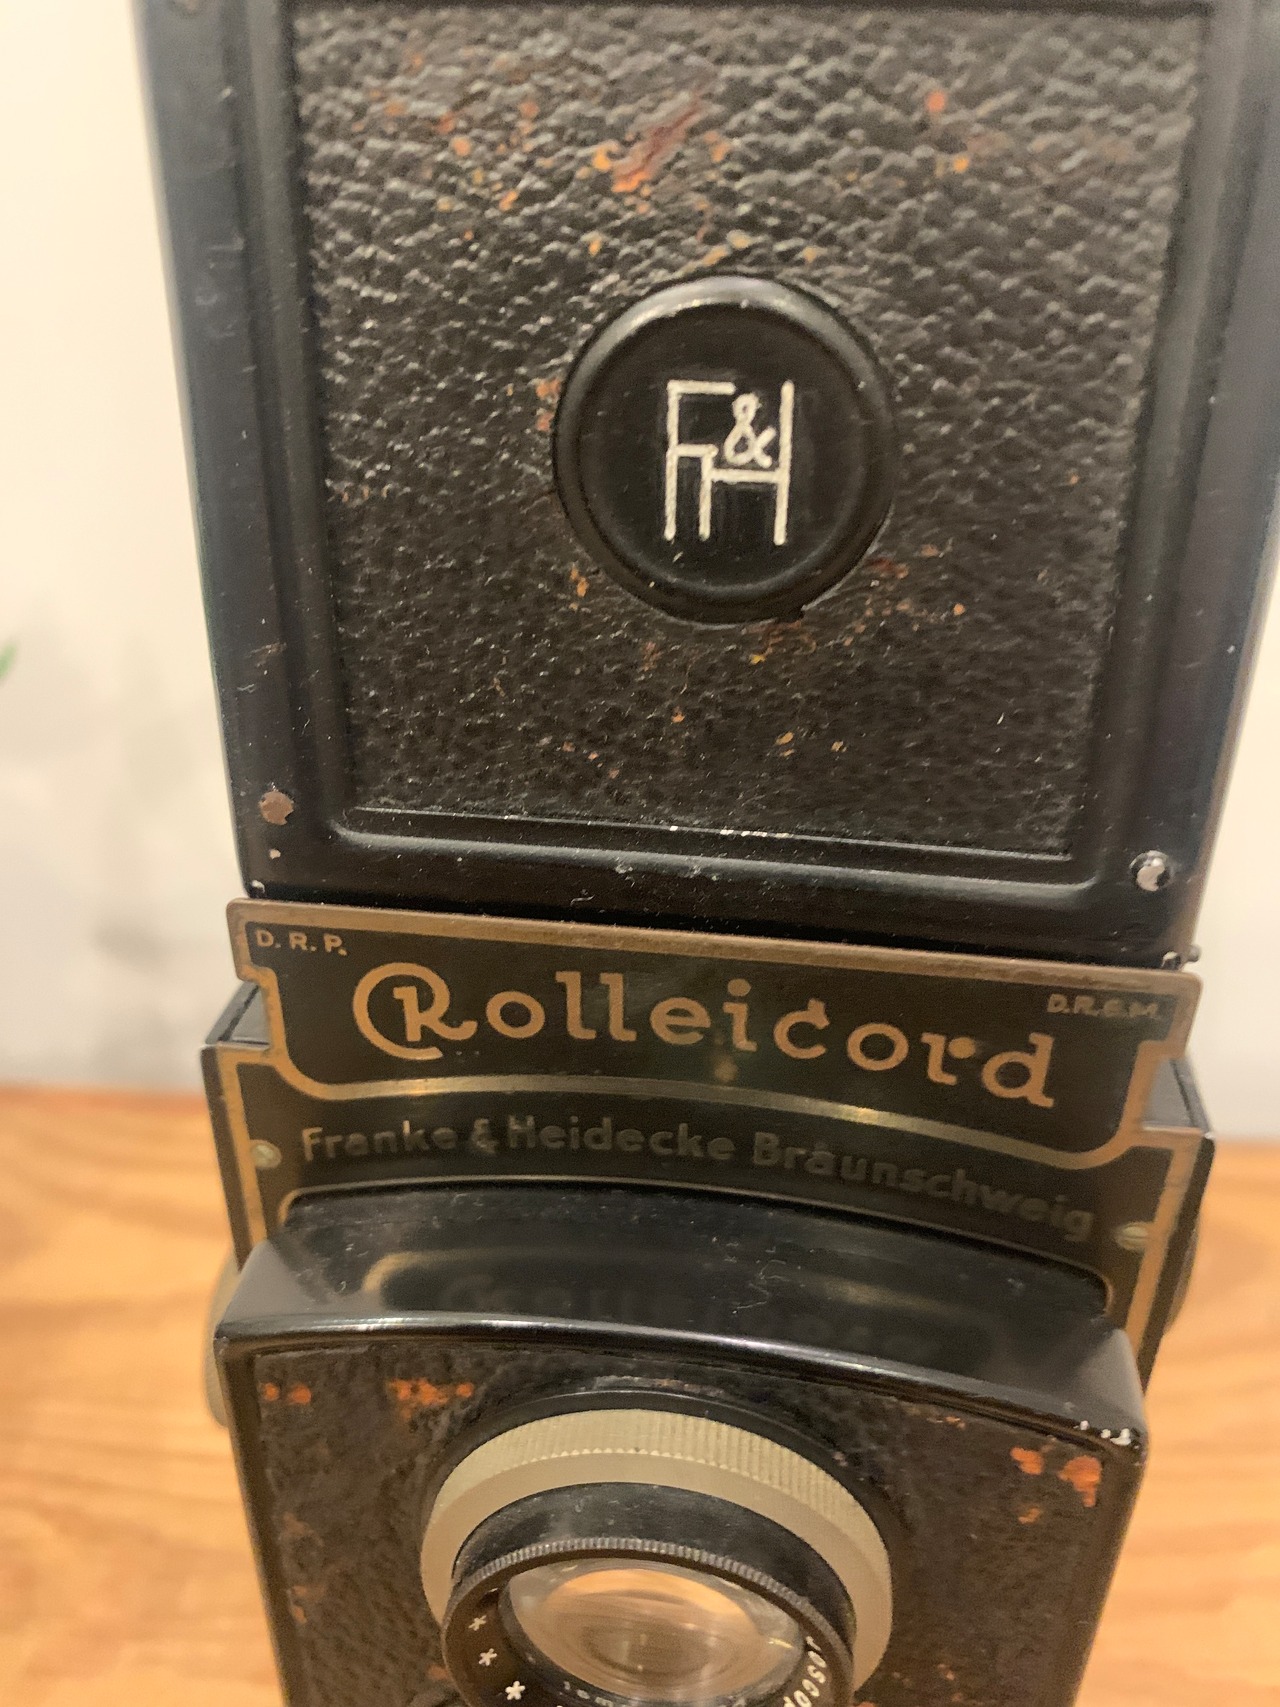 F&H
D.R.P.
Rolleicord
D.R.G.M.
Franke & Heidecke Braunschweig